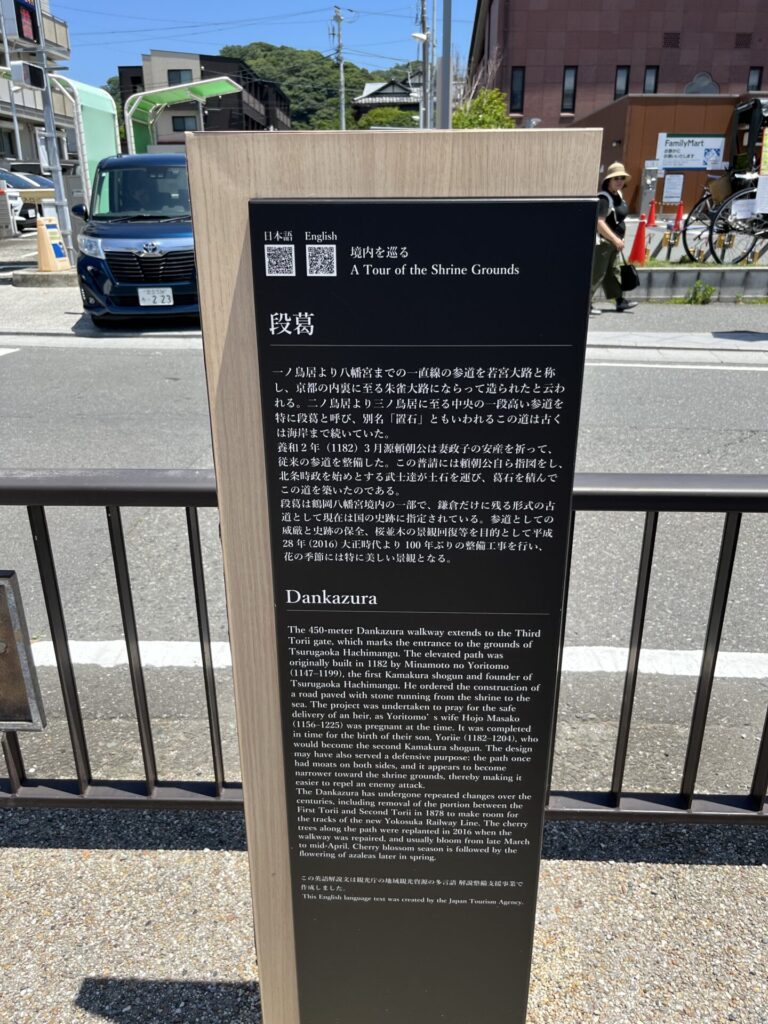 日本語 English
境内を巡る
A Tour of the Shrine Grounds
段葛
一ノ鳥居より八幡宮までの一直線の参道を若宮大路と称
し、京都の内裏に至る朱雀大路にならって造られたと云わ
れる。二ノ鳥居より三ノ鳥居に至る中央の一段高い参道を
特に段葛と呼び、別名「置石」ともいわれるこの道は古く
は海岸まで続いていた。
養和2年（1182）3月源頼朝公は妻政子の安産を祈って、
従来の参道を整備した。この普請には頼朝公自ら指図をし、
北条時政を始めとする武士達が土石を運び、葛石を積んで
この道を築いたのである。
段葛は鶴岡八幡宮境内の一部で、鎌倉だけに残る形式の古
道として現在は国の史跡に指定されている。参道としての
威厳と史跡の保全、桜並木の景観回復等を目的として平成
28年(2016)大正時代より100年ぶりの整備工事を行い、
花の季節には特に美しい景観となる。
Dankazura
The 450-meter Dankazura walkway extends to the Third
Torii gate, which marks the entrance to the grounds of
Tsurugaoka Hachimangu. The elevated path was
originally built in 1182 by Minamoto no Yoritomo
(1147–1199), the first Kamakura shogun and founder of
Tsurugaoka Hachimangu. He ordered the construction of
a road paved with stone running from the shrine to the
sea. The project was undertaken to pray for the safe
delivery of an heir, as Yoritomo's wife Hojo Masako
(1156–1225) was pregnant at the time. It was completed
in time for the birth of their son, Yoriie (1182–1204), who
would become the second Kamakura shogun. The design
may have also served a defensive purpose: the path once
had moats on both sides, and it appears to become
narrower toward the shrine grounds, thereby making it
easier to repel an enemy attack.
The Dankazura has undergone repeated changes over the
centuries, including removal of the portion between the
First Torii and Second Torii in 1878 to make room for
the tracks of the new Yokosuka Railway Line. The cherry
trees along the path were replanted in 2016 when the
walkway was repaired, and usually bloom from late March
to mid-April. Cherry blossom season is followed by the
flowering of azaleas later in spring.
この英語解説文は観光庁の地域観光資源の多言語 解説整備支援事業で
作成しました。
This English language text was created by the Japan Tourism Agency.
FamilyMart
・223